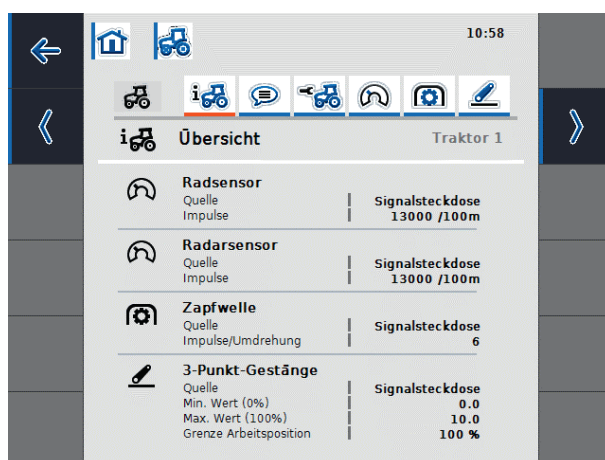 10:58
i
i
Übersicht Traktor 1
Radsensor
Quelle Signalsteckdose
Impulse 13000 /100m
Radarsensor
Quelle Signalsteckdose
Impulse 13000 /100m
Zapfwelle
Quelle Signalsteckdose
Impulse/Umdrehung 6
3-Punkt-Gestänge
Quelle Signalsteckdose
Min. Wert (0%) 0.0
Max. Wert (100%) 10.0
Grenze Arbeitsposition 100 %